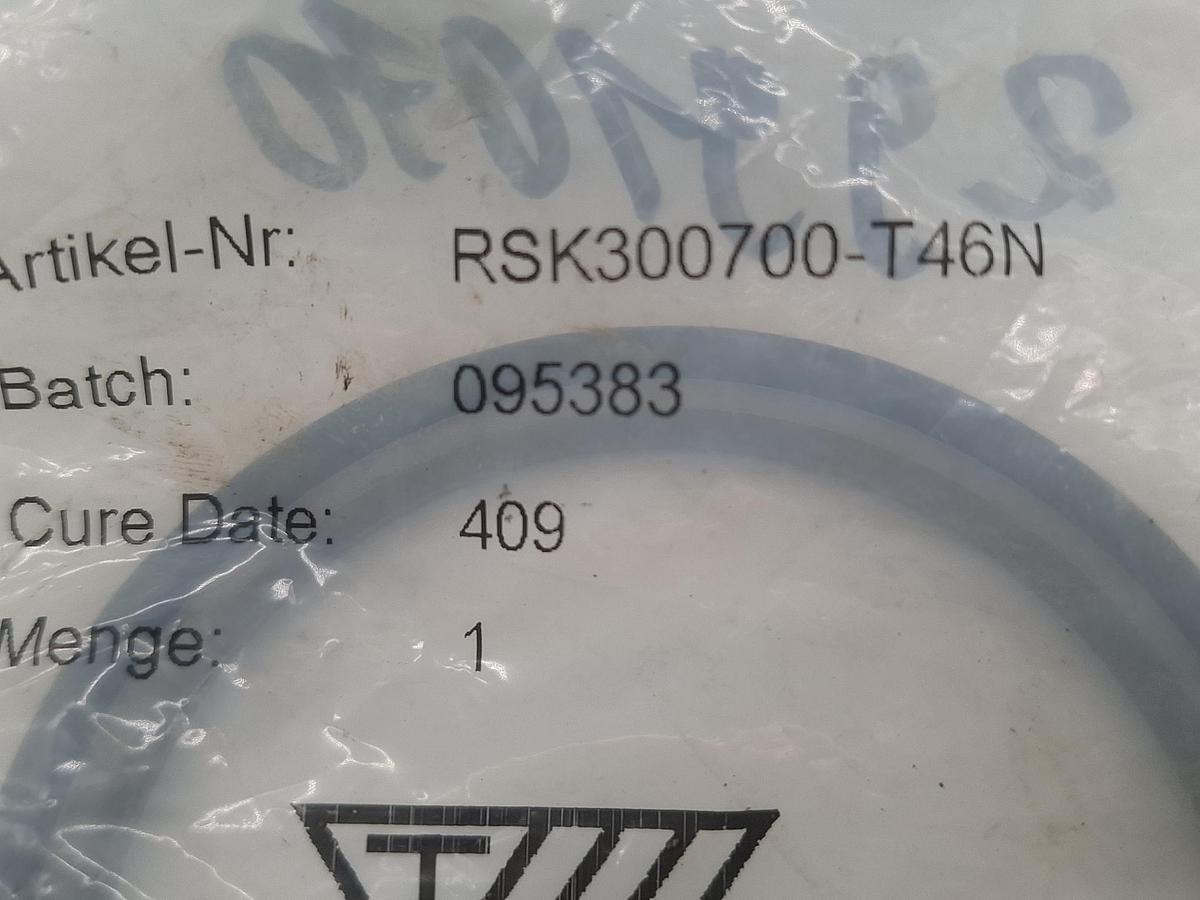 Artikel-Nr: RSK300700-T46N
Batch: 095383
Cure Date: 409
Menge: 1
T